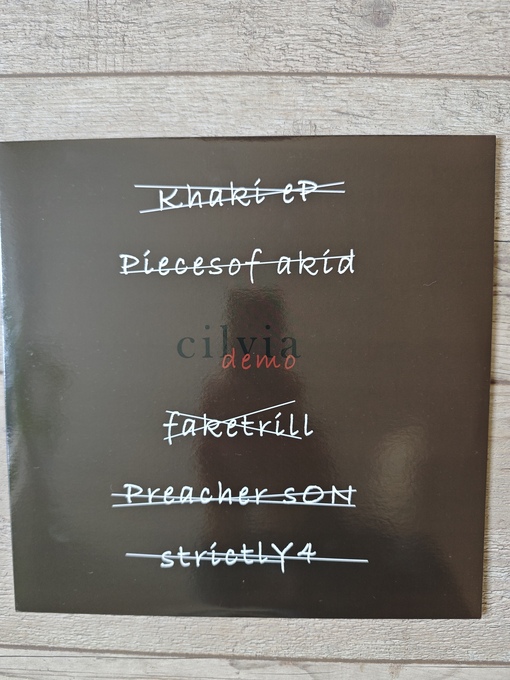 Khaki eP
Piecesof akid
cilvia
demo
faketrill
Preacher sON
strictlY4